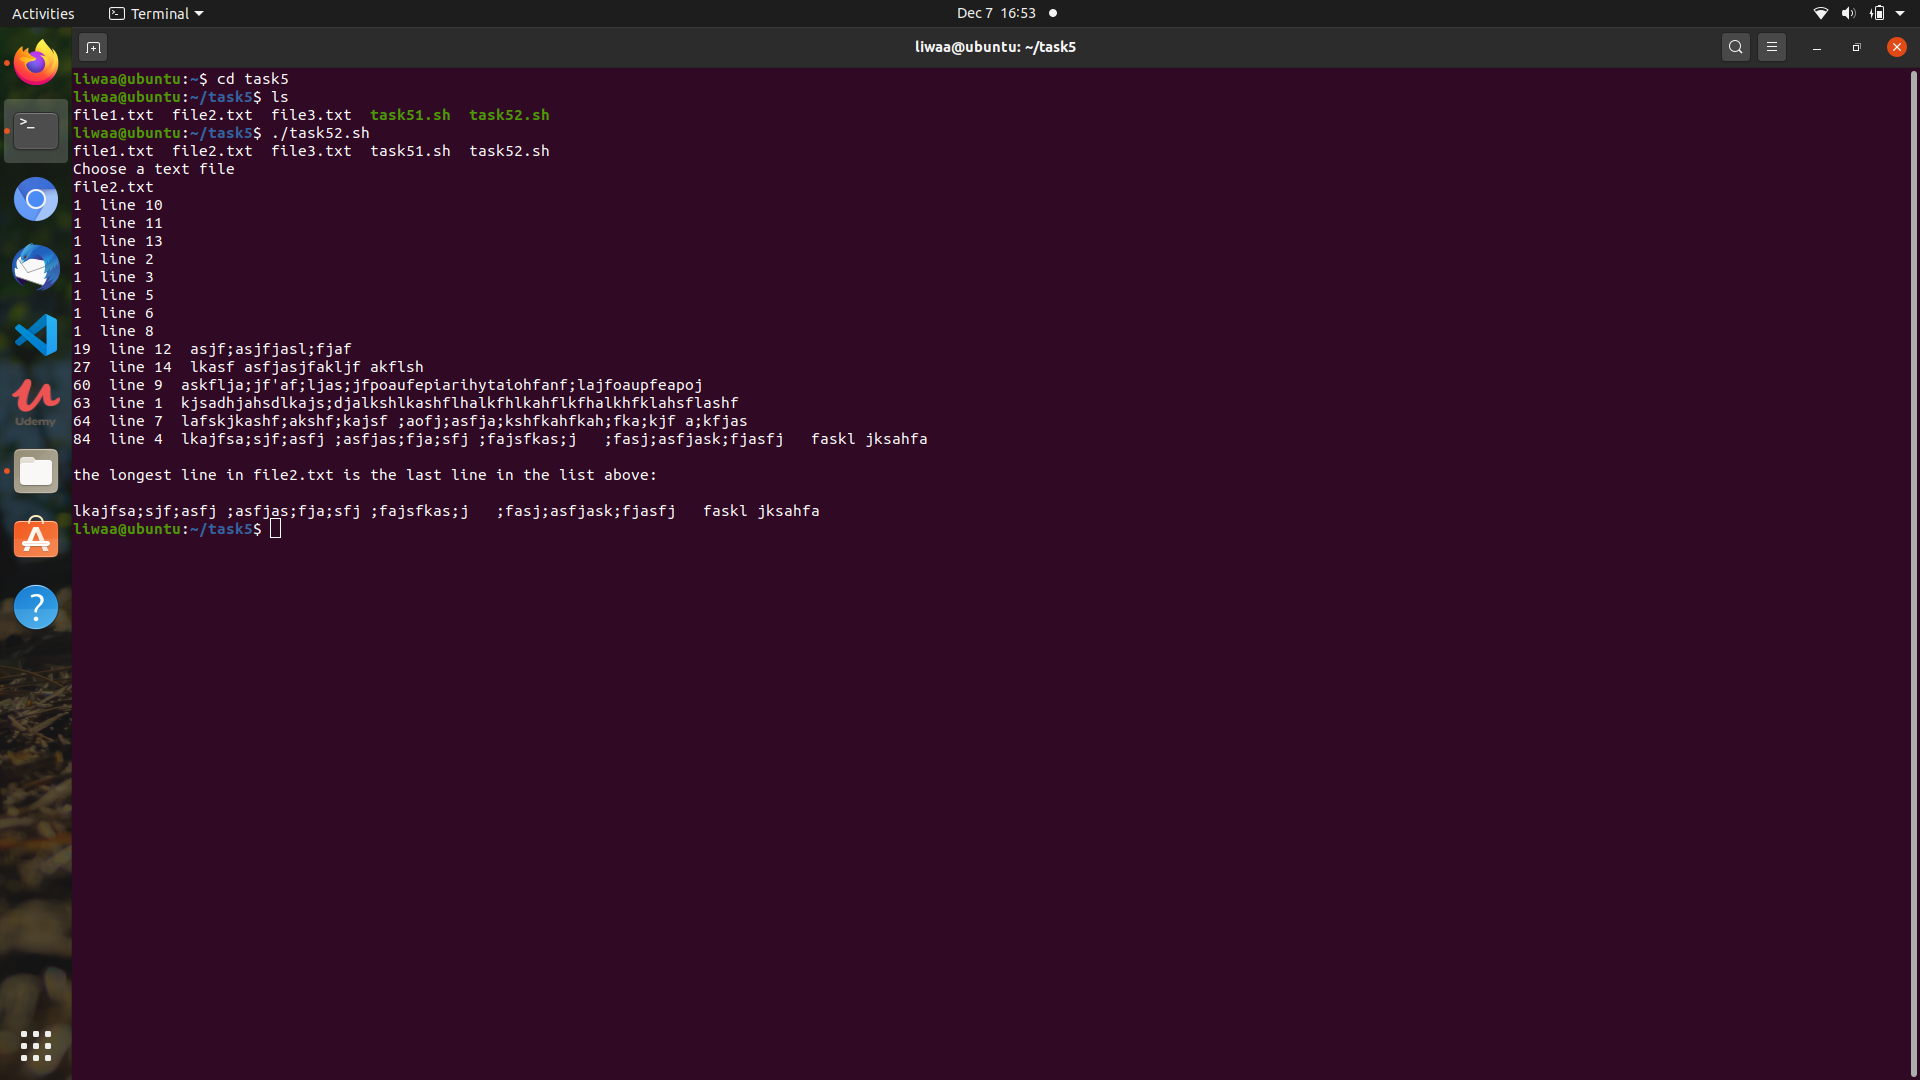 Activities
Terminal
Dec 7 16:53
liwaa@ubuntu: ~/task5
liwaa@ubuntu:~$ cd task5
liwaa@ubuntu:~/task5$ ls
file1.txt  file2.txt  file3.txt  task51.sh  task52.sh
liwaa@ubuntu:~/task5$ ./task52.sh
file1.txt  file2.txt  file3.txt  task51.sh  task52.sh
Choose a text file
file2.txt
1  line 10
1  line 11
1  line 13
1  line 2
1  line 3
1  line 5
1  line 6
1  line 8
19  line 12  asjf;asjfjasl;fjaf
27  line 14  lkasf asfjasjfakljf akflsh
60  line 9  askflja;jf'af;ljas;jfpoaufepiarihytaiohfanf;lajfoaupfeapoj
63  line 1  kjsadhjahsdlkajs;djalkshlkashflhalkfhlkahflkfhalkhfklahsflashf
64  line 7  lafskjkashf;akshf;kajsf ;aofj;asfja;kshfkahfkah;fka;kjf a;kfjas
84  line 4  lkajfsa;sjf;asfj ;asfjas;fja;sfj ;fajsfkas;j   ;fasj;asfjask;fjasfj   faskl jksahfa
the longest line in file2.txt is the last line in the list above:
lkajfsa;sjf;asfj ;asfjas;fja;sfj ;fajsfkas;j   ;fasj;asfjask;fjasfj   faskl jksahfa
liwaa@ubuntu:~/task5$
Udemy